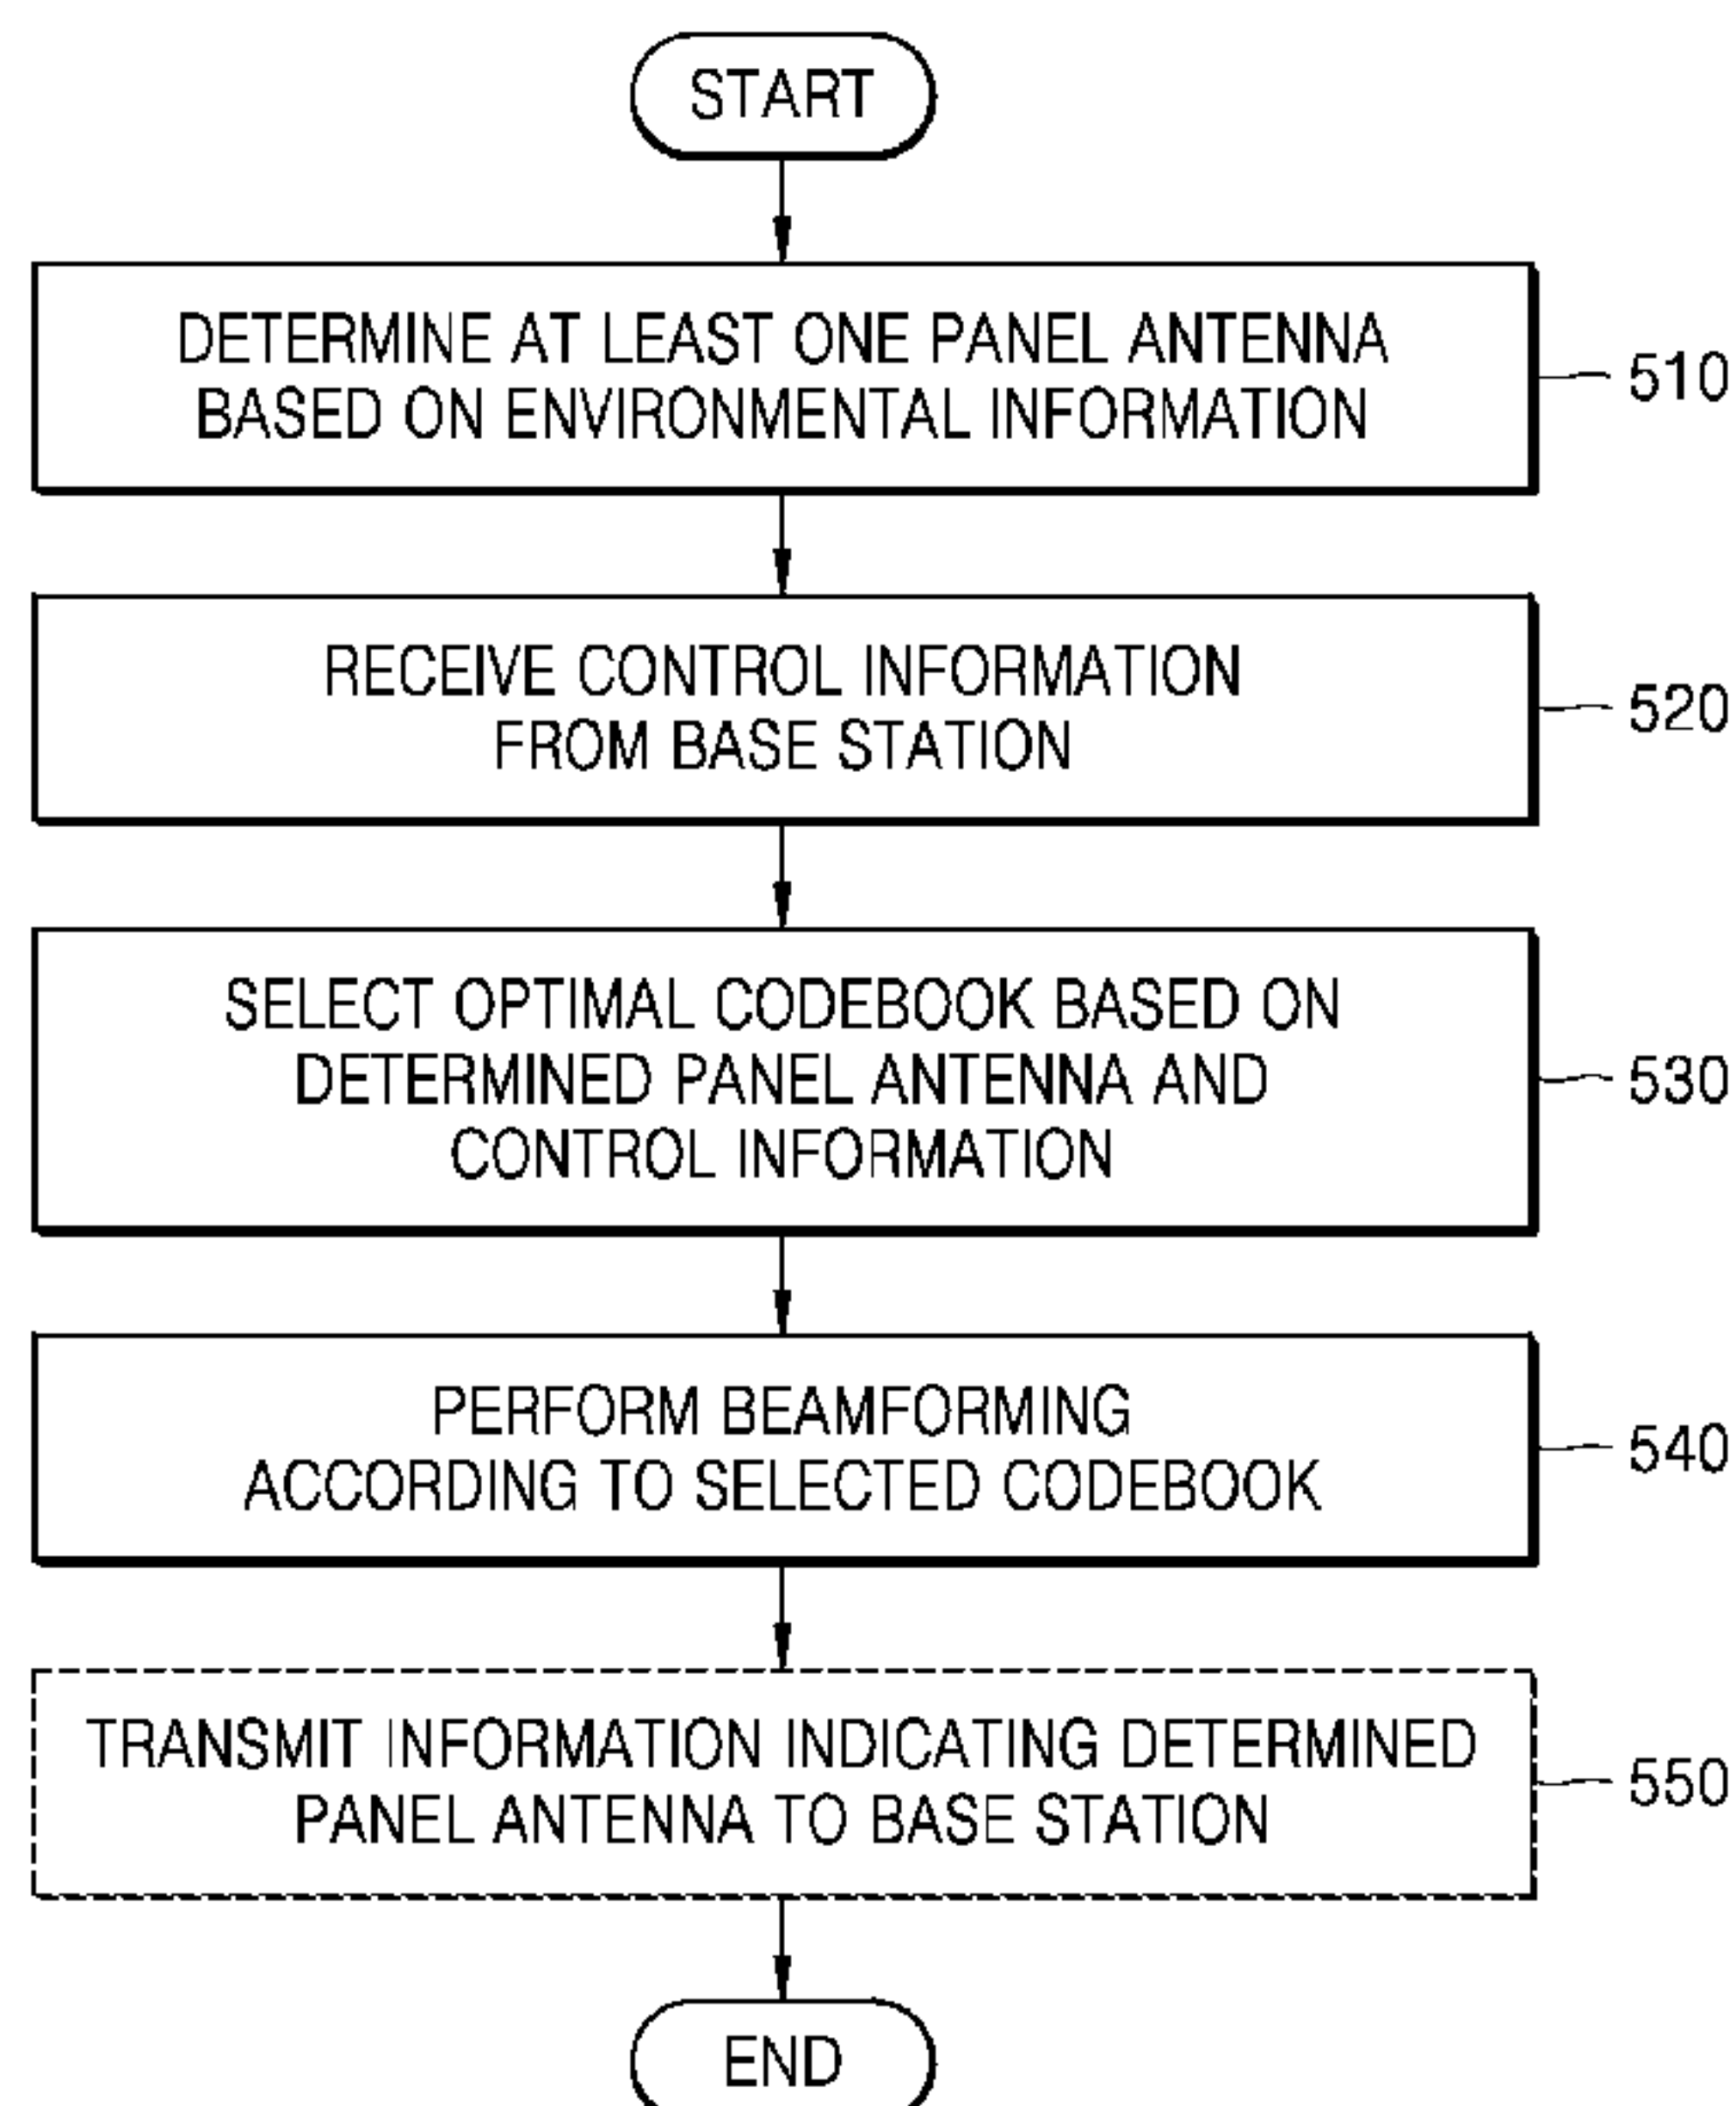 START
DETERMINE AT LEAST ONE PANEL ANTENNA
BASED ON ENVIRONMENTAL INFORMATION
510
RECEIVE CONTROL INFORMATION
FROM BASE STATION
520
SELECT OPTIMAL CODEBOOK BASED ON
DETERMINED PANEL ANTENNA AND
CONTROL INFORMATION
530
PERFORM BEAMFORMING
ACCORDING TO SELECTED CODEBOOK
540
TRANSMIT INFORMATION INDICATING DETERMINED
PANEL ANTENNA TO BASE STATION
550
END